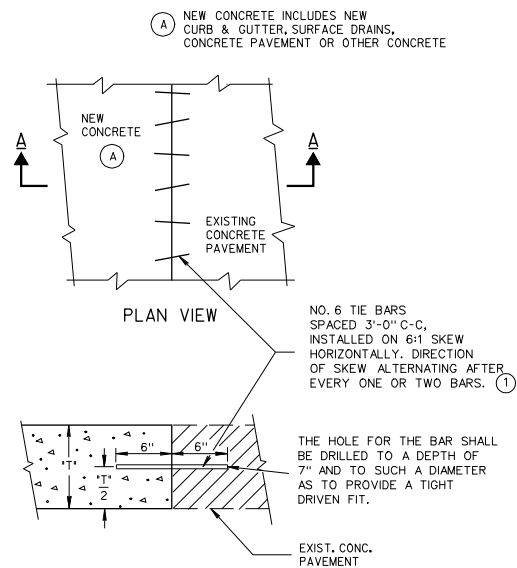 A NEW CONCRETE INCLUDES NEW
CURB & GUTTER, SURFACE DRAINS,
CONCRETE PAVEMENT OR OTHER CONCRETE
NEW
CONCRETE
A
A
A
EXISTING
CONCRETE
PAVEMENT
PLAN VIEW
NO. 6 TIE BARS
SPACED 3'-0" C-C,
INSTALLED ON 6:1 SKEW
HORIZONTALLY. DIRECTION
OF SKEW ALTERNATING AFTER
EVERY ONE OR TWO BARS. 1
6" 6"
"T"
"T"
2
THE HOLE FOR THE BAR SHALL
BE DRILLED TO A DEPTH OF
7" AND TO SUCH A DIAMETER
AS TO PROVIDE A TIGHT
DRIVEN FIT.
EXIST. CONC.
PAVEMENT